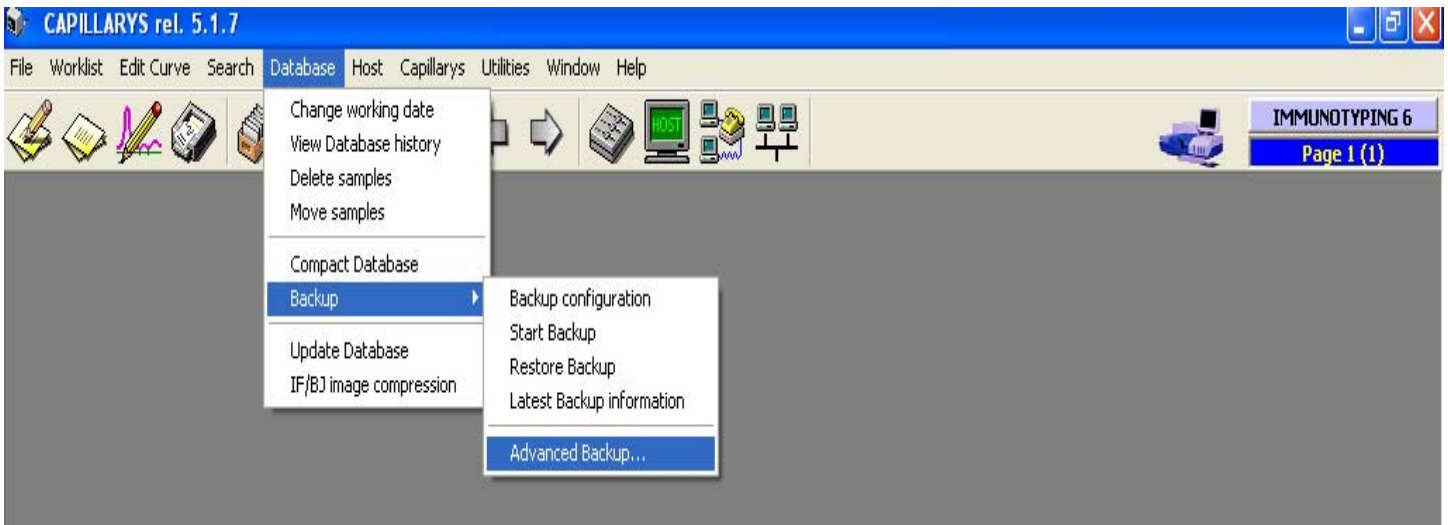 CAPILLARYS rel. 5.1.7
File Worklist Edit Curve Search Database Host Capillarys Utilities Window Help
HOST
IMMUNOTYPING 6
Page 1 (1)
Change working date
View Database history
Delete samples
Move samples
Compact Database
Backup
Update Database
IF/BJ image compression
Backup configuration
Start Backup
Restore Backup
Latest Backup information
Advanced Backup...